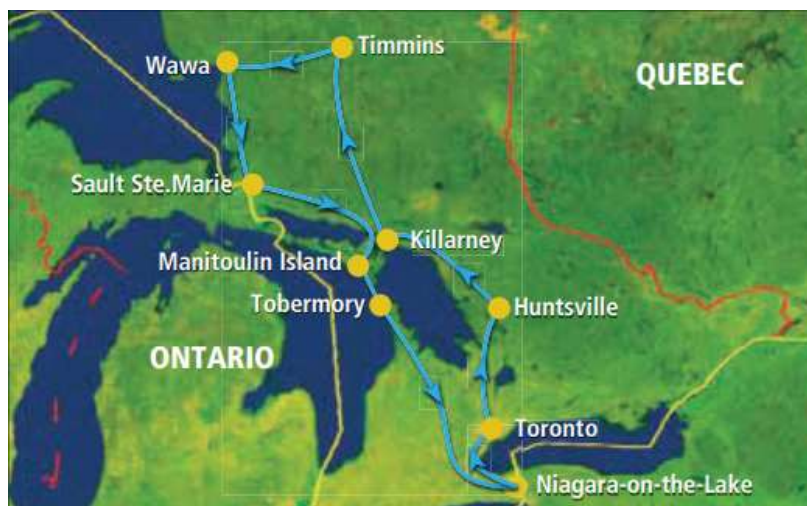 Timmins
Wawa
QUEBEC
Sault Ste.Marie
Killarney
Manitoulin Island
Tobermory
Huntsville
ONTARIO
Toronto
Niagara-on-the-Lake